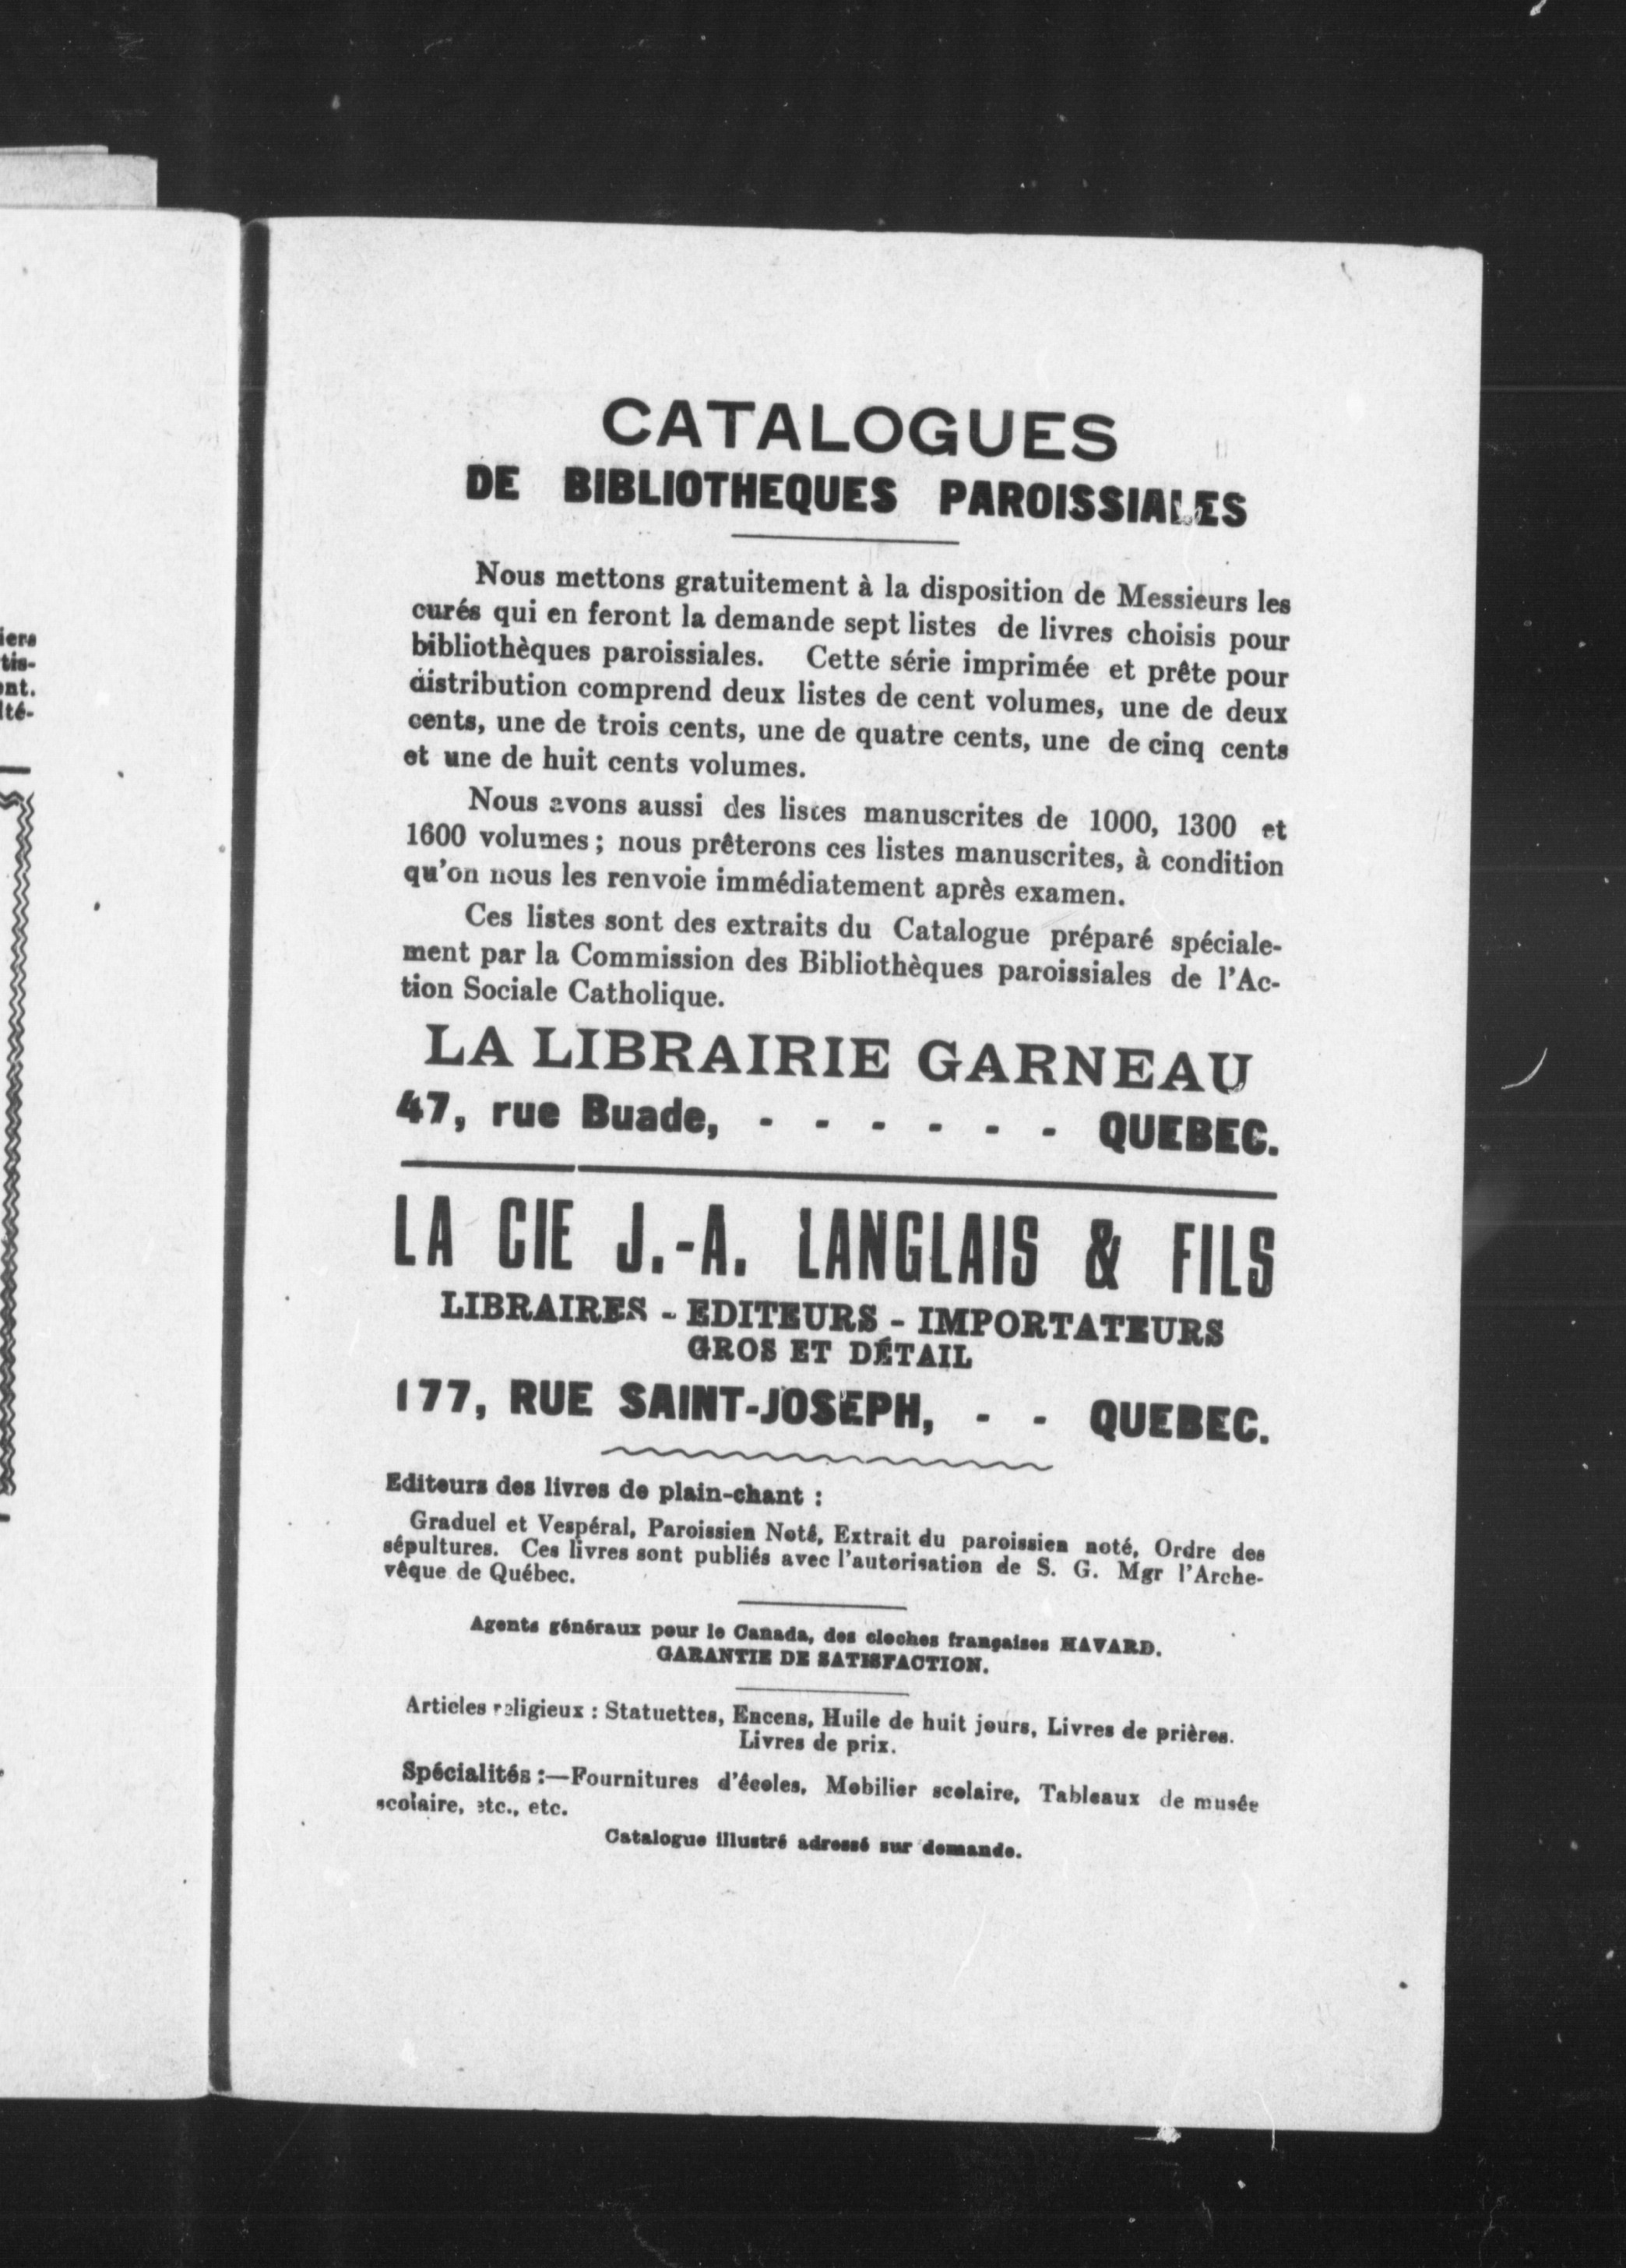 iers
tis-
ent.
lté-
CATALOGUES
DE BIBLIOTHEQUES PAROISSIALES
Nous mettons gratuitement à la disposition de Messieurs les
curés qui en feront la demande sept listes de livres choisis pour
bibliothèques paroissiales. Cette série imprimée et prête pour
distribution comprend deux listes de cent volumes, une de deux
cents, une de trois cents, une de quatre cents, une de cinq cents
et une de huit cents volumes.
Nous avons aussi des listes manuscrites de 1000, 1300 et
1600 volumes ; nous prêterons ces listes manuscrites, à condition
qu'on nous les renvoie immédiatement après examen.
Ces listes sont des extraits du Catalogue préparé spéciale-
ment par la Commission des Bibliothèques paroissiales de l'Ac-
tion Sociale Catholique.
LA LIBRAIRIE GARNEAU
47, rue Buade, - - - - - - QUEBEC.
LA CIE J.-A. LANGLAIS & FILS
LIBRAIRES - EDITEURS - IMPORTATEURS
GROS ET DÉTAIL
177, RUE SAINT-JOSEPH, - - QUEBEC.
Editeurs des livres de plain-chant :
Graduel et Vespéral, Paroissien Noté, Extrait du paroissien noté, Ordre des
sépultures. Ces livres sont publiés avec l'autorisation de S. G. Mgr l'Arche-
vêque de Québec.
Agents généraux pour le Canada, des cloches françaises HAVARD.
GARANTIE DE SATISFACTION.
Articles religieux : Statuettes, Encens, Huile de huit jours, Livres de prières.
Livres de prix.
Spécialités :—Fournitures d'écoles, Mobilier scolaire, Tableaux de musée
scolaire, etc., etc.
Catalogue illustré adressé sur demande.